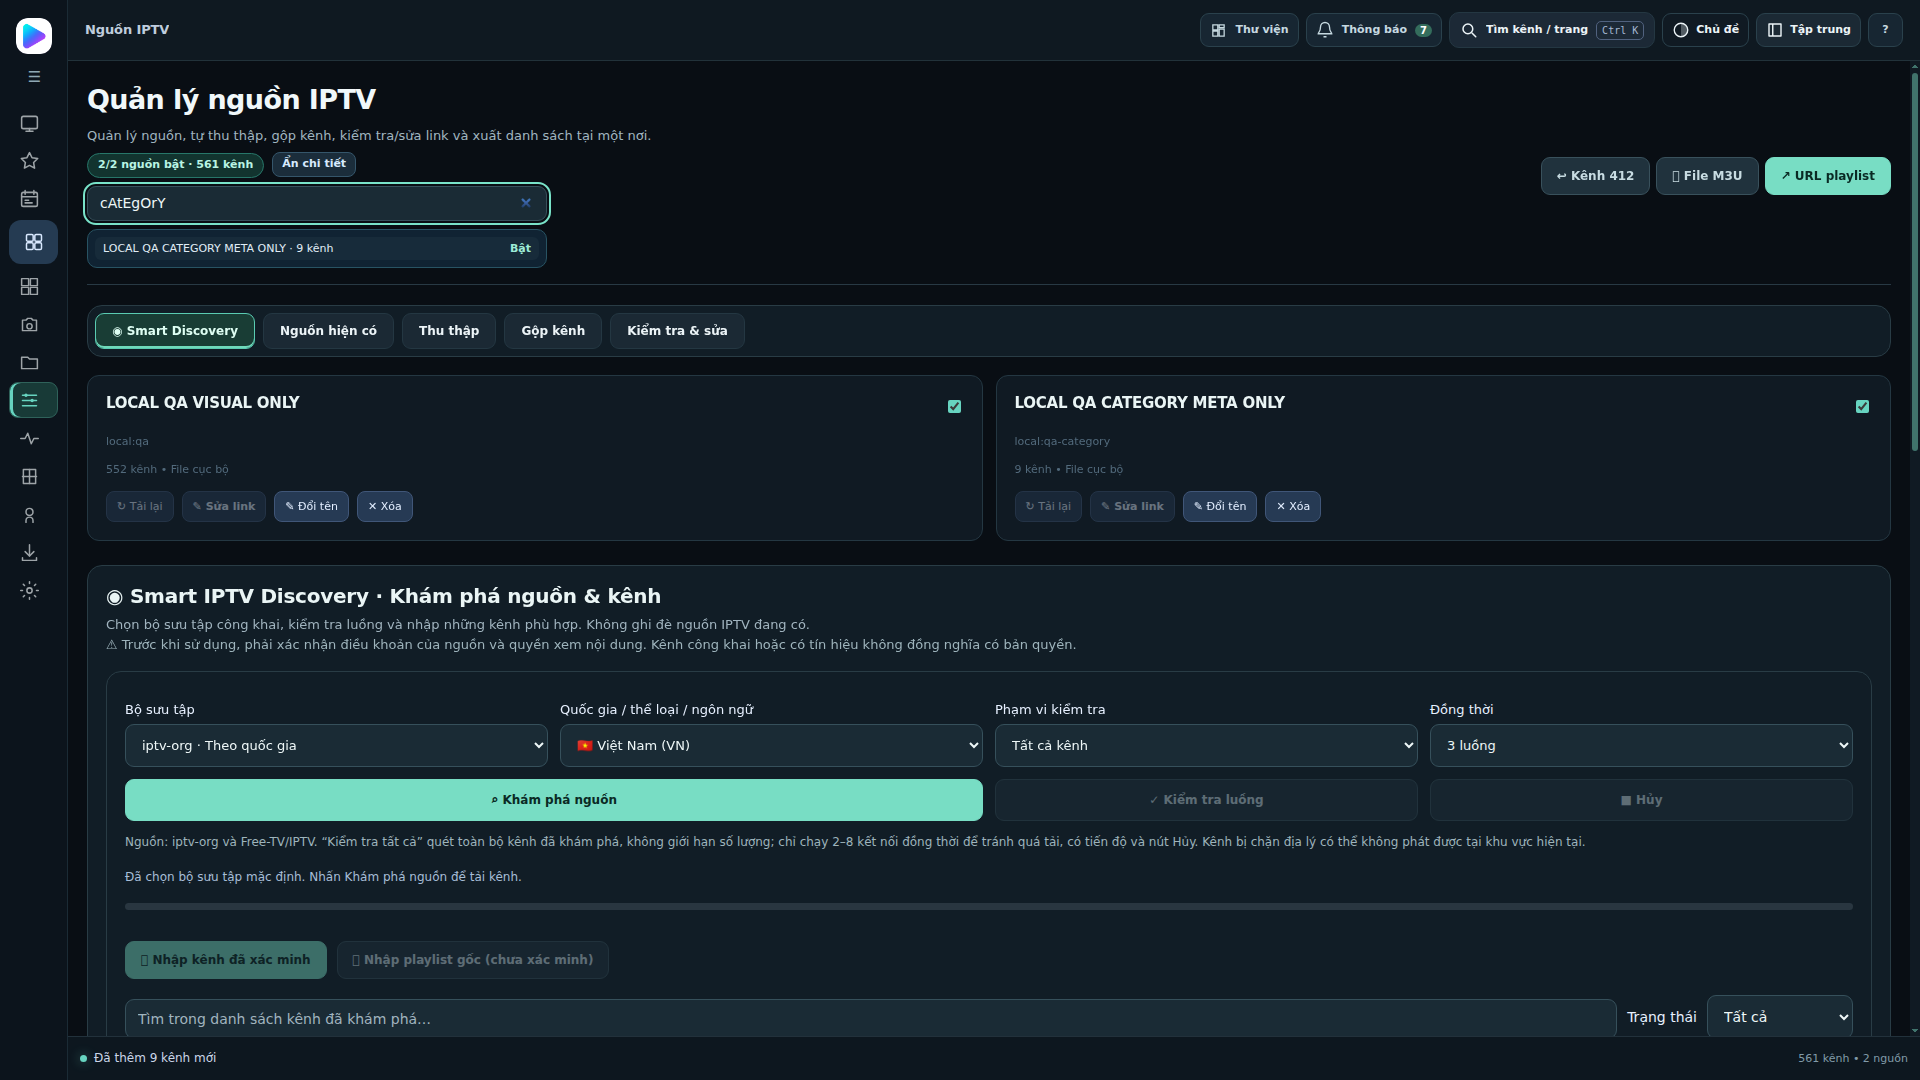 Nguồn IPTV
Thư viện
Thông báo 7
Tìm kênh / trang Ctrl K
Chủ đề
Tập trung
?
Quản lý nguồn IPTV
Quản lý nguồn, tự thu thập, gộp kênh, kiểm tra/sửa link và xuất danh sách tại một nơi.
2/2 nguồn bật · 561 kênh
Ẩn chi tiết
↩ Kênh 412
File M3U
↗ URL playlist
cAtEgOrY
LOCAL QA CATEGORY META ONLY · 9 kênh Bật
◉ Smart Discovery
Nguồn hiện có
Thu thập
Gộp kênh
Kiểm tra & sửa
LOCAL QA VISUAL ONLY
local:qa
552 kênh • File cục bộ
↻ Tải lại
✎ Sửa link
✎ Đổi tên
✕ Xóa
LOCAL QA CATEGORY META ONLY
local:qa-category
9 kênh • File cục bộ
↻ Tải lại
✎ Sửa link
✎ Đổi tên
✕ Xóa
◉ Smart IPTV Discovery · Khám phá nguồn & kênh
Chọn bộ sưu tập công khai, kiểm tra luồng và nhập những kênh phù hợp. Không ghi đè nguồn IPTV đang có.
⚠ Trước khi sử dụng, phải xác nhận điều khoản của nguồn và quyền xem nội dung. Kênh công khai hoặc có tín hiệu không đồng nghĩa có bản quyền.
Bộ sưu tập
Quốc gia / thể loại / ngôn ngữ
Phạm vi kiểm tra
Đồng thời
iptv-org · Theo quốc gia
🇻🇳 Việt Nam (VN)
Tất cả kênh
3 luồng
⌕ Khám phá nguồn
✓ Kiểm tra luồng
■ Hủy
Nguồn: iptv-org và Free-TV/IPTV. “Kiểm tra tất cả” quét toàn bộ kênh đã khám phá, không giới hạn số lượng; chỉ chạy 2–8 kết nối đồng thời để tránh quá tải, có tiến độ và nút Hủy. Kênh bị chặn địa lý có thể không phát được tại khu vực hiện tại.
Đã chọn bộ sưu tập mặc định. Nhấn Khám phá nguồn để tải kênh.
Nhập kênh đã xác minh
Nhập playlist gốc (chưa xác minh)
Tìm trong danh sách kênh đã khám phá…
Trạng thái
Tất cả
Đã thêm 9 kênh mới
561 kênh • 2 nguồn